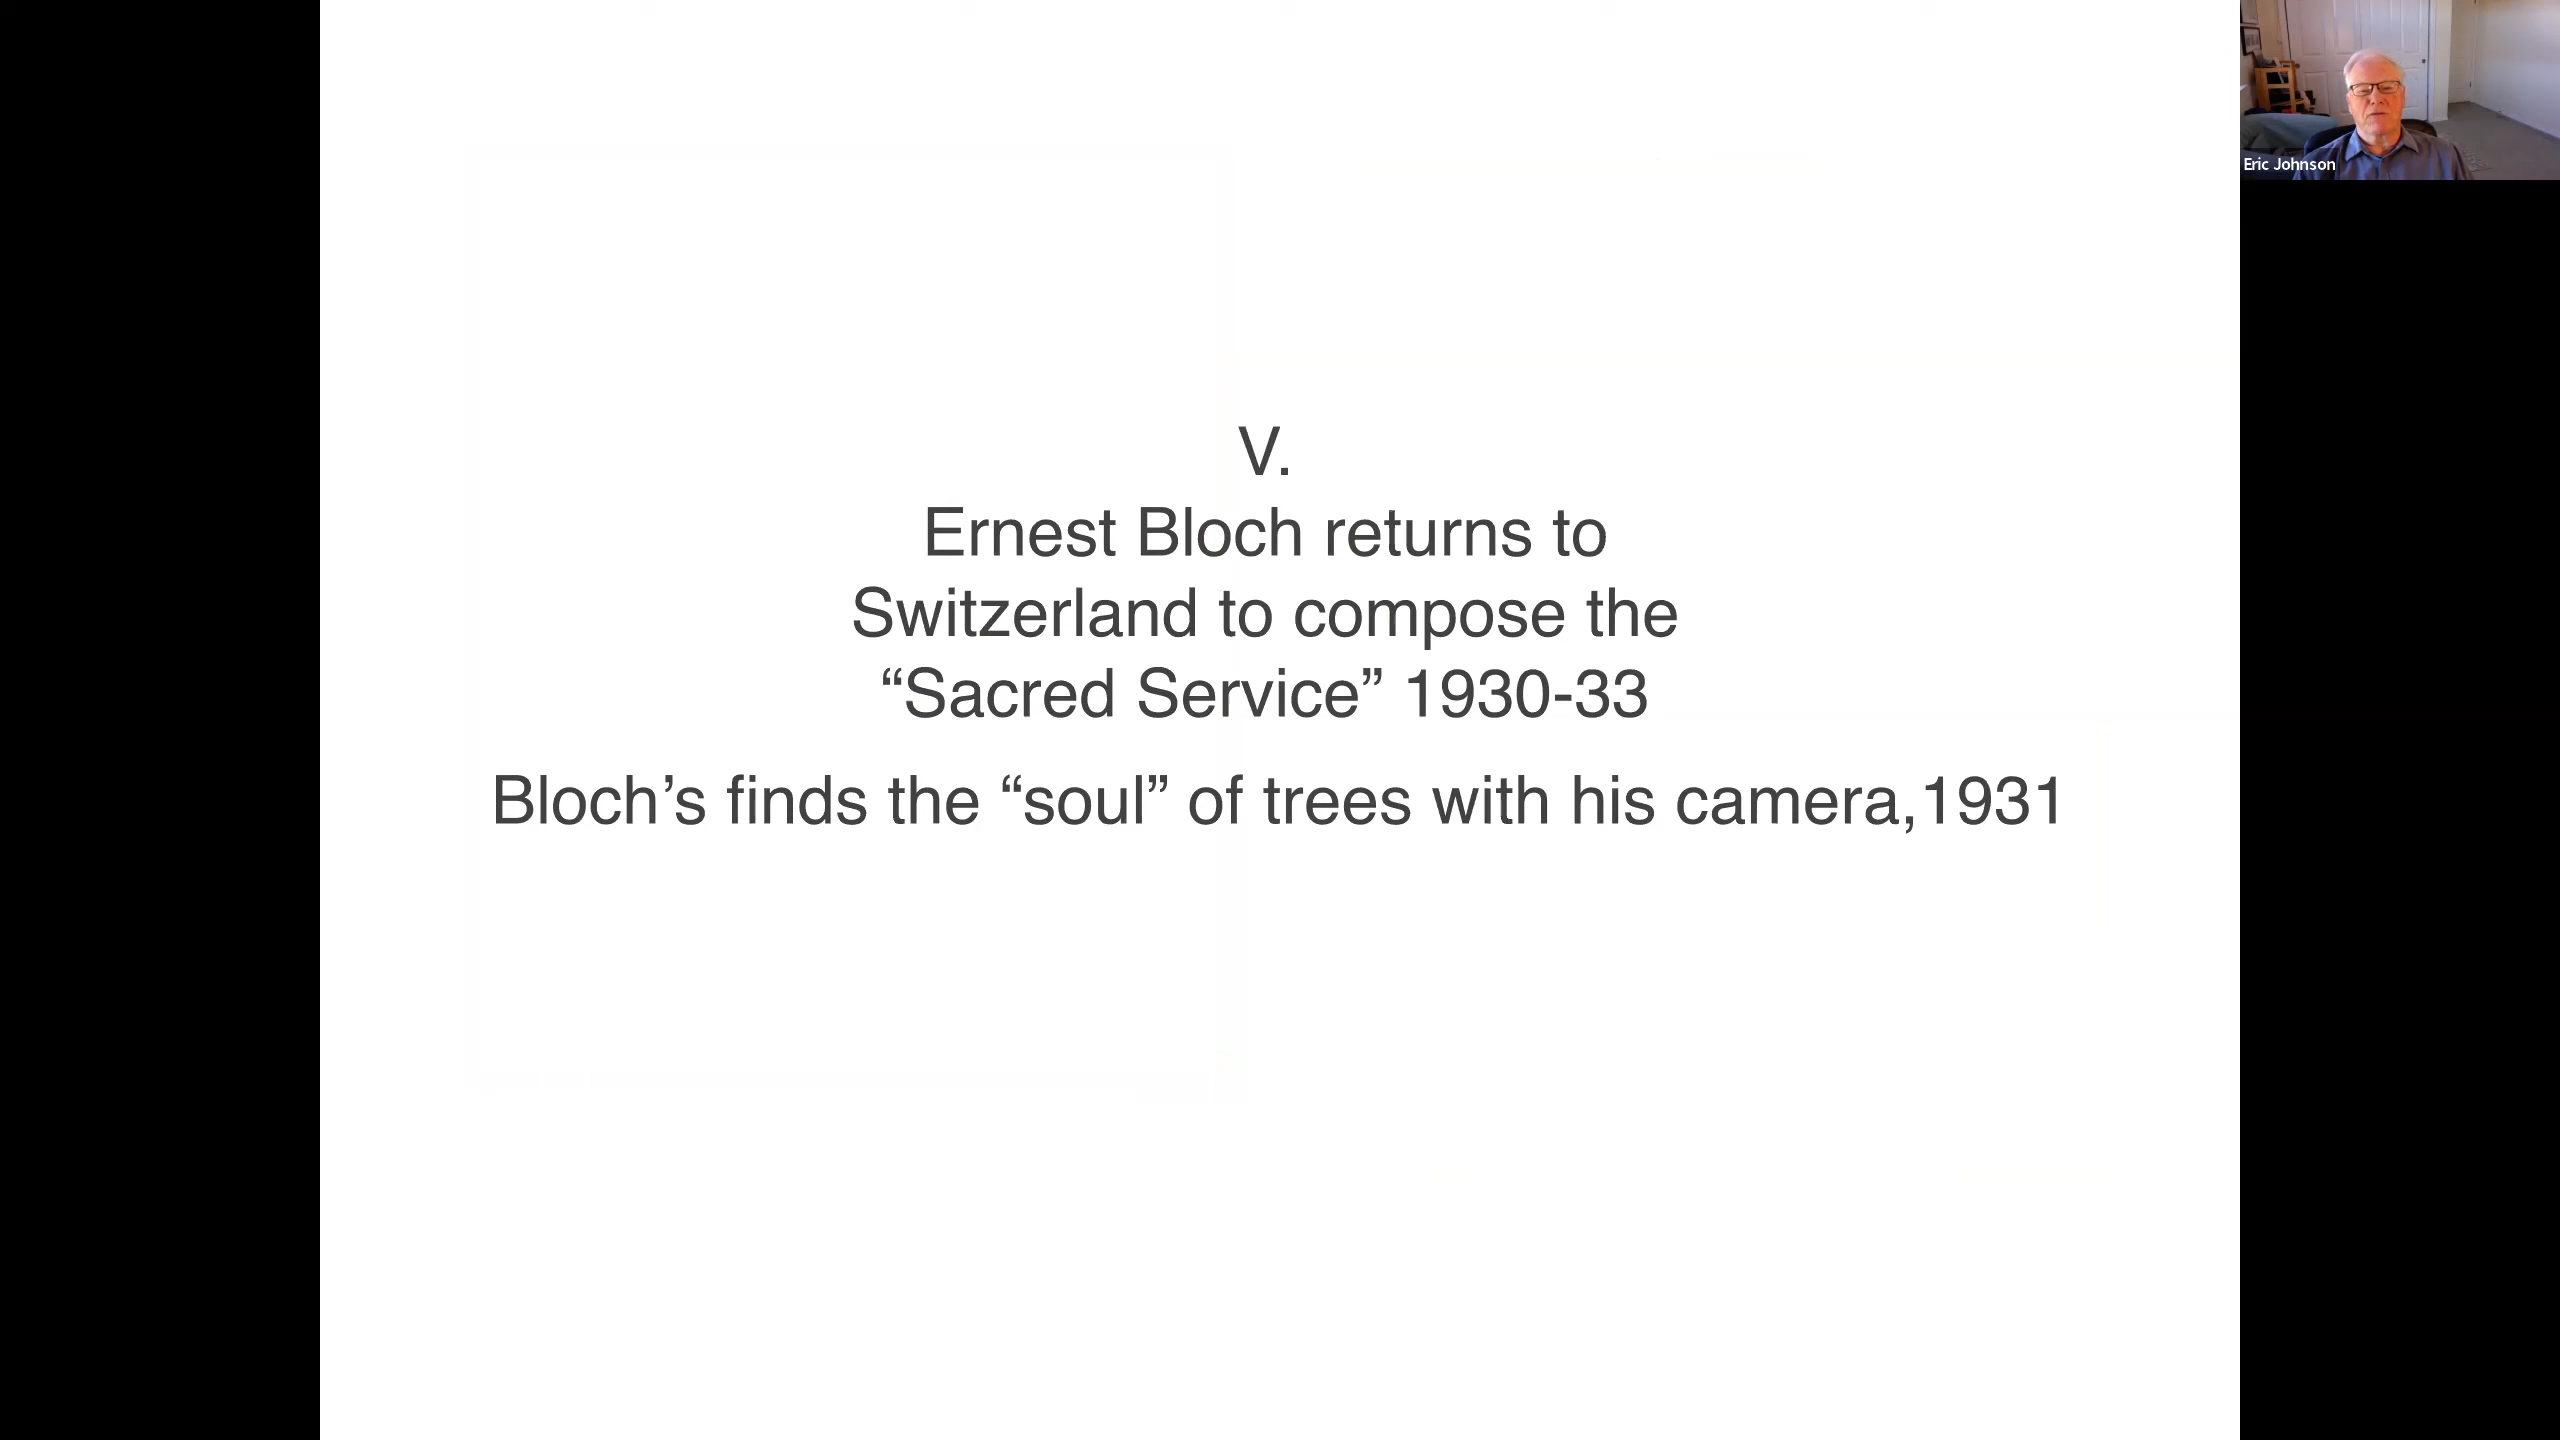 V.
Ernest Bloch returns to
Switzerland to compose the
“Sacred Service” 1930-33
Bloch’s finds the “soul” of trees with his camera,1931
Eric Johnson